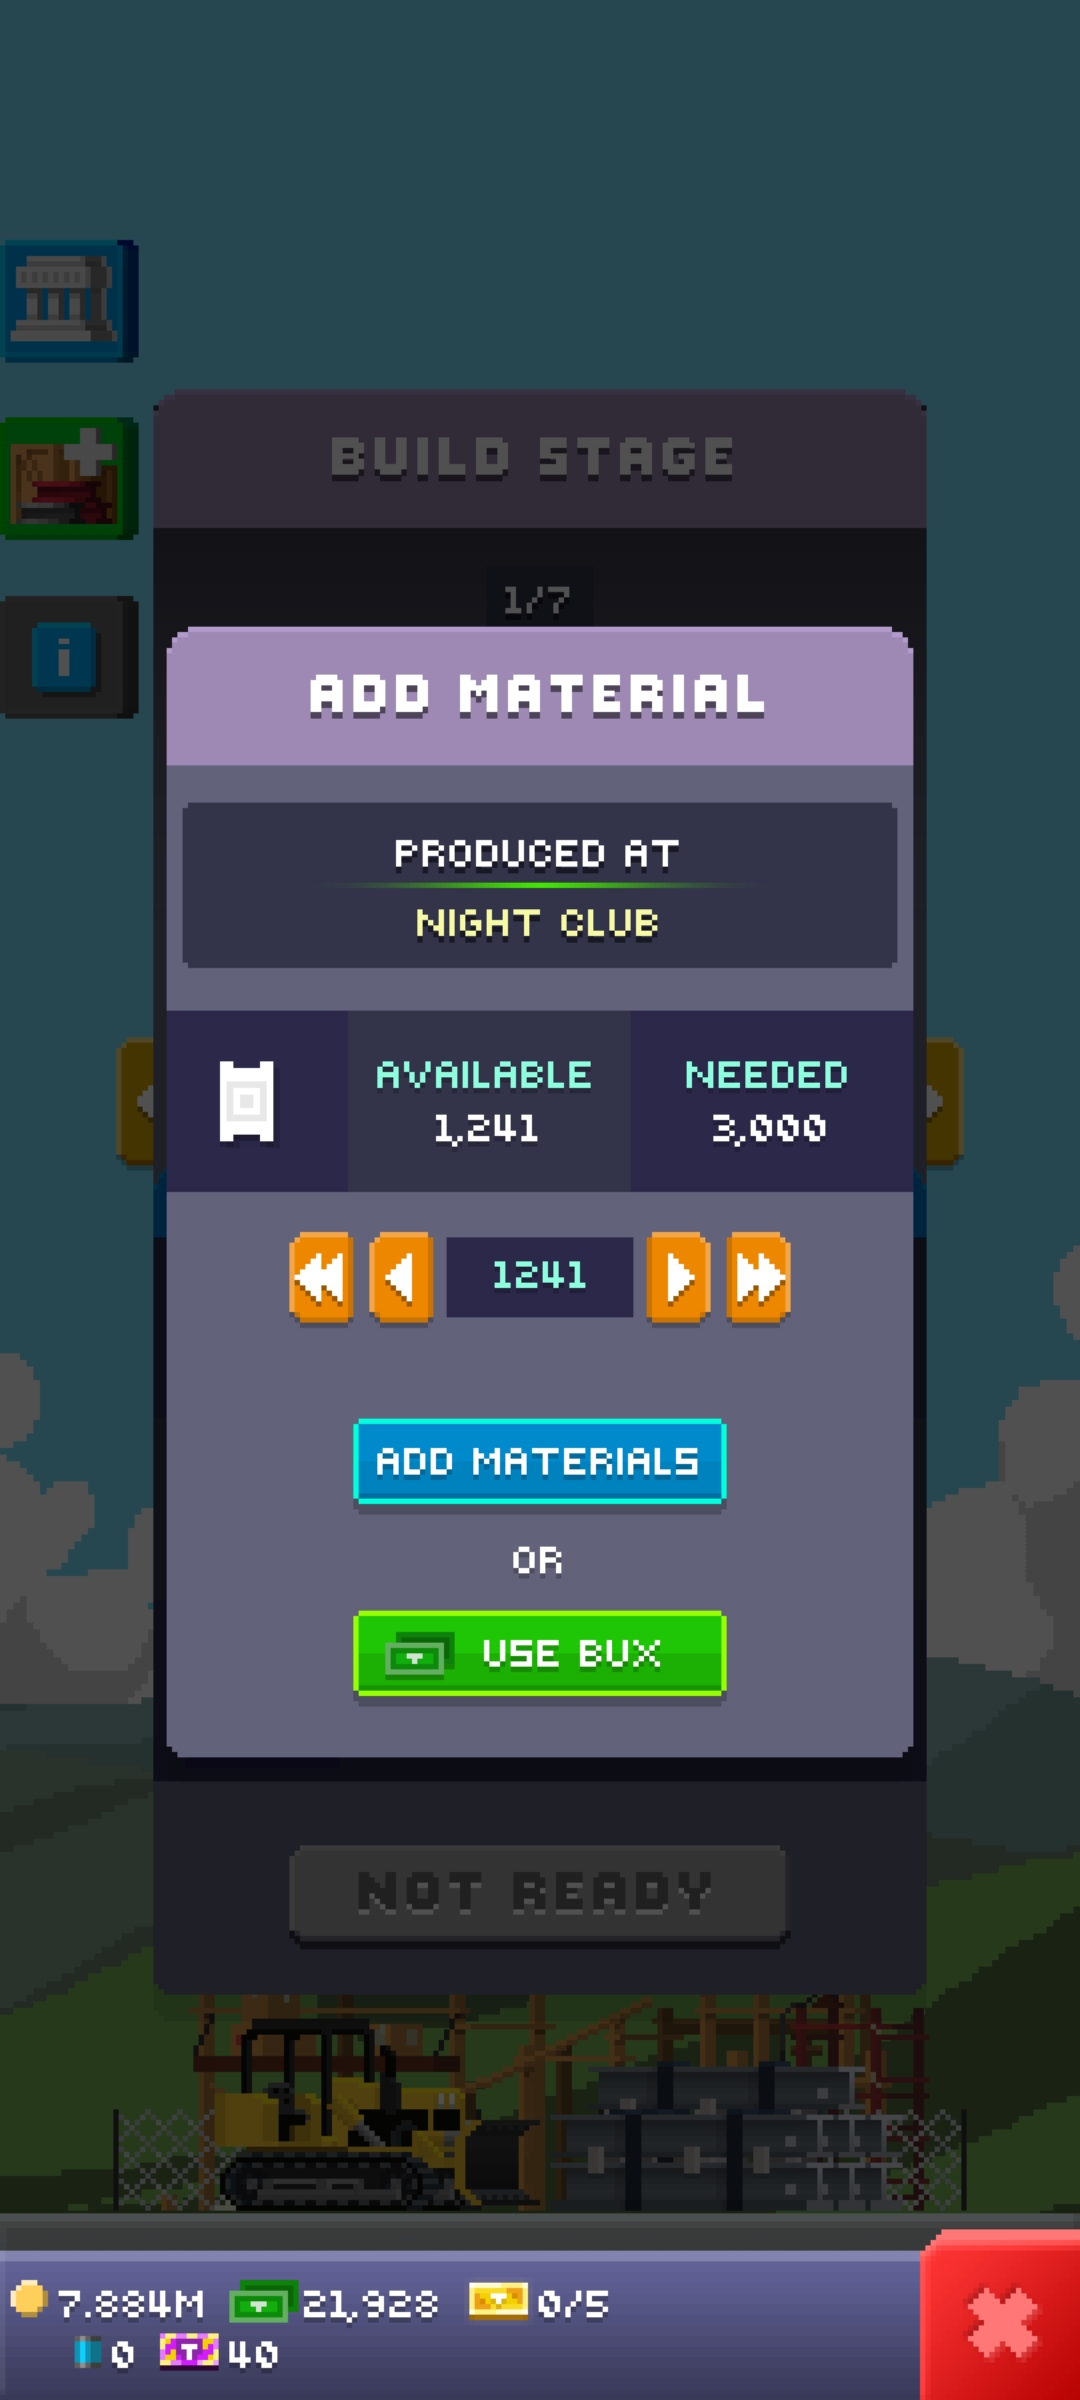 BUILD STAGE
1/7
ADD MATERIAL
PRODUCED AT
NIGHT CLUB
AVAILABLE NEEDED
1,241 3,000
1241
ADD MATERIALS
OR
USE BUX
NOT READY
7.884M 21,928 0/5
0 40